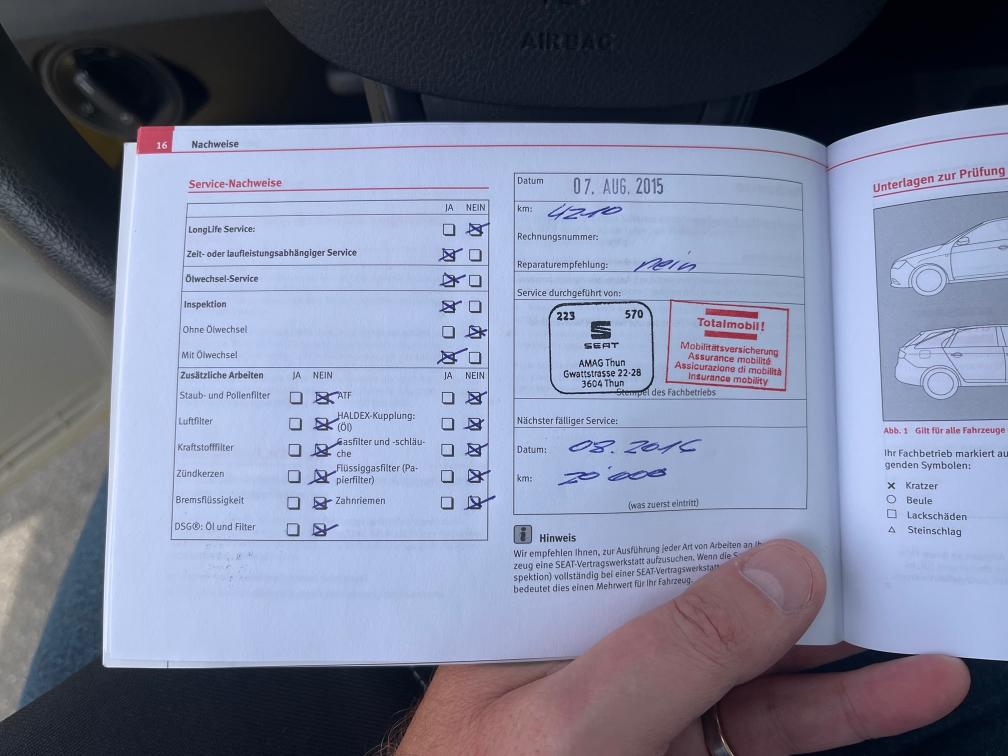 AIRBAG
16 Nachweise
Service-Nachweise
JA NEIN
LongLife Service:
Zeit- oder laufleistungsabhängiger Service
Ölwechsel-Service
Inspektion
Ohne Ölwechsel
Mit Ölwechsel
Zusätzliche Arbeiten JA NEIN JA NEIN
Staub- und Pollenfilter ATF
Luftfilter HALDEX-Kupplung:
(Öl)
Kraftstofffilter Gasfilter und -schläu-
che
Zündkerzen Flüssiggasfilter (Pa-
pierfilter)
Bremsflüssigkeit Zahnriemen
DSG®: Öl und Filter
Datum 07. AUG. 2015
km: 4210
Rechnungsnummer:
Reparaturempfehlung: nein
Service durchgeführt von:
223 570
SEAT
AMAG Thun
Gwattstrasse 22-28
3604 Thun
Totalmobil!
Mobilitätsversicherung
Assurance mobilité
Assicurazione di mobilità
Insurance mobility
Stempel des Fachbetriebs
Nächster fälliger Service:
Datum: 08.2016
km: 20'000
(was zuerst eintritt)
Hinweis
Wir empfehlen Ihnen, zur Ausführung jeder Art von Arbeiten an
zeug eine SEAT-Vertragswerkstatt aufzusuchen. Wenn die
spektion) vollständig bei einer SEAT-Vertragswerkstatt
bedeutet dies einen Mehrwert für Ihr Fahrzeug.
Unterlagen zur Prüfung
Abb. 1 Gilt für alle Fahrzeuge
Ihr Fachbetrieb markiert au
genden Symbolen:
Kratzer
Beule
Lackschäden
Steinschlag